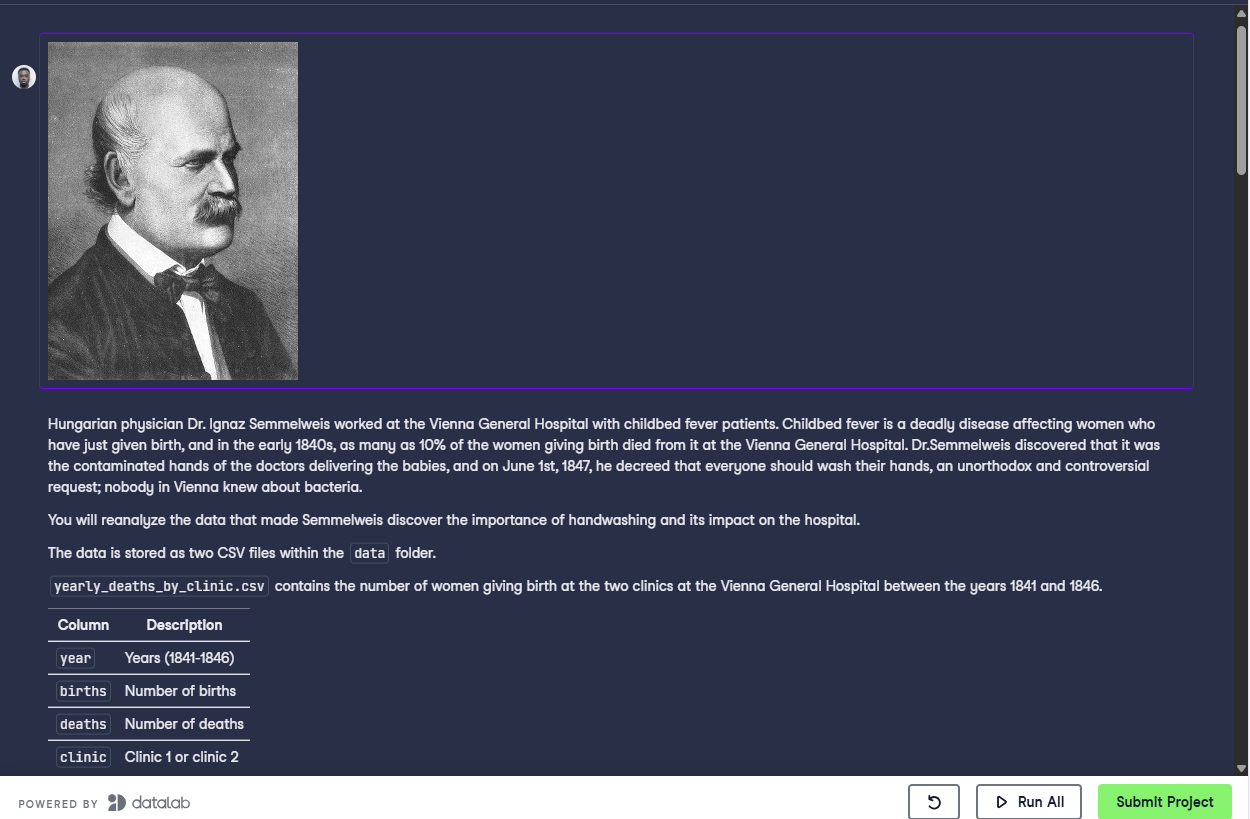 Hungarian physician Dr. Ignaz Semmelweis worked at the Vienna General Hospital with childbed fever patients. Childbed fever is a deadly disease affecting women who
have just given birth, and in the early 1840s, as many as 10% of the women giving birth died from it at the Vienna General Hospital. Dr.Semmelweis discovered that it was
the contaminated hands of the doctors delivering the babies, and on June 1st, 1847, he decreed that everyone should wash their hands, an unorthodox and controversial
request; nobody in Vienna knew about bacteria.
You will reanalyze the data that made Semmelweis discover the importance of handwashing and its impact on the hospital.
The data is stored as two CSV files within the data folder.
yearly_deaths_by_clinic.csv contains the number of women giving birth at the two clinics at the Vienna General Hospital between the years 1841 and 1846.
Column Description
year Years (1841-1846)
births Number of births
deaths Number of deaths
clinic Clinic 1 or clinic 2
POWERED BY datalab Run All Submit Project